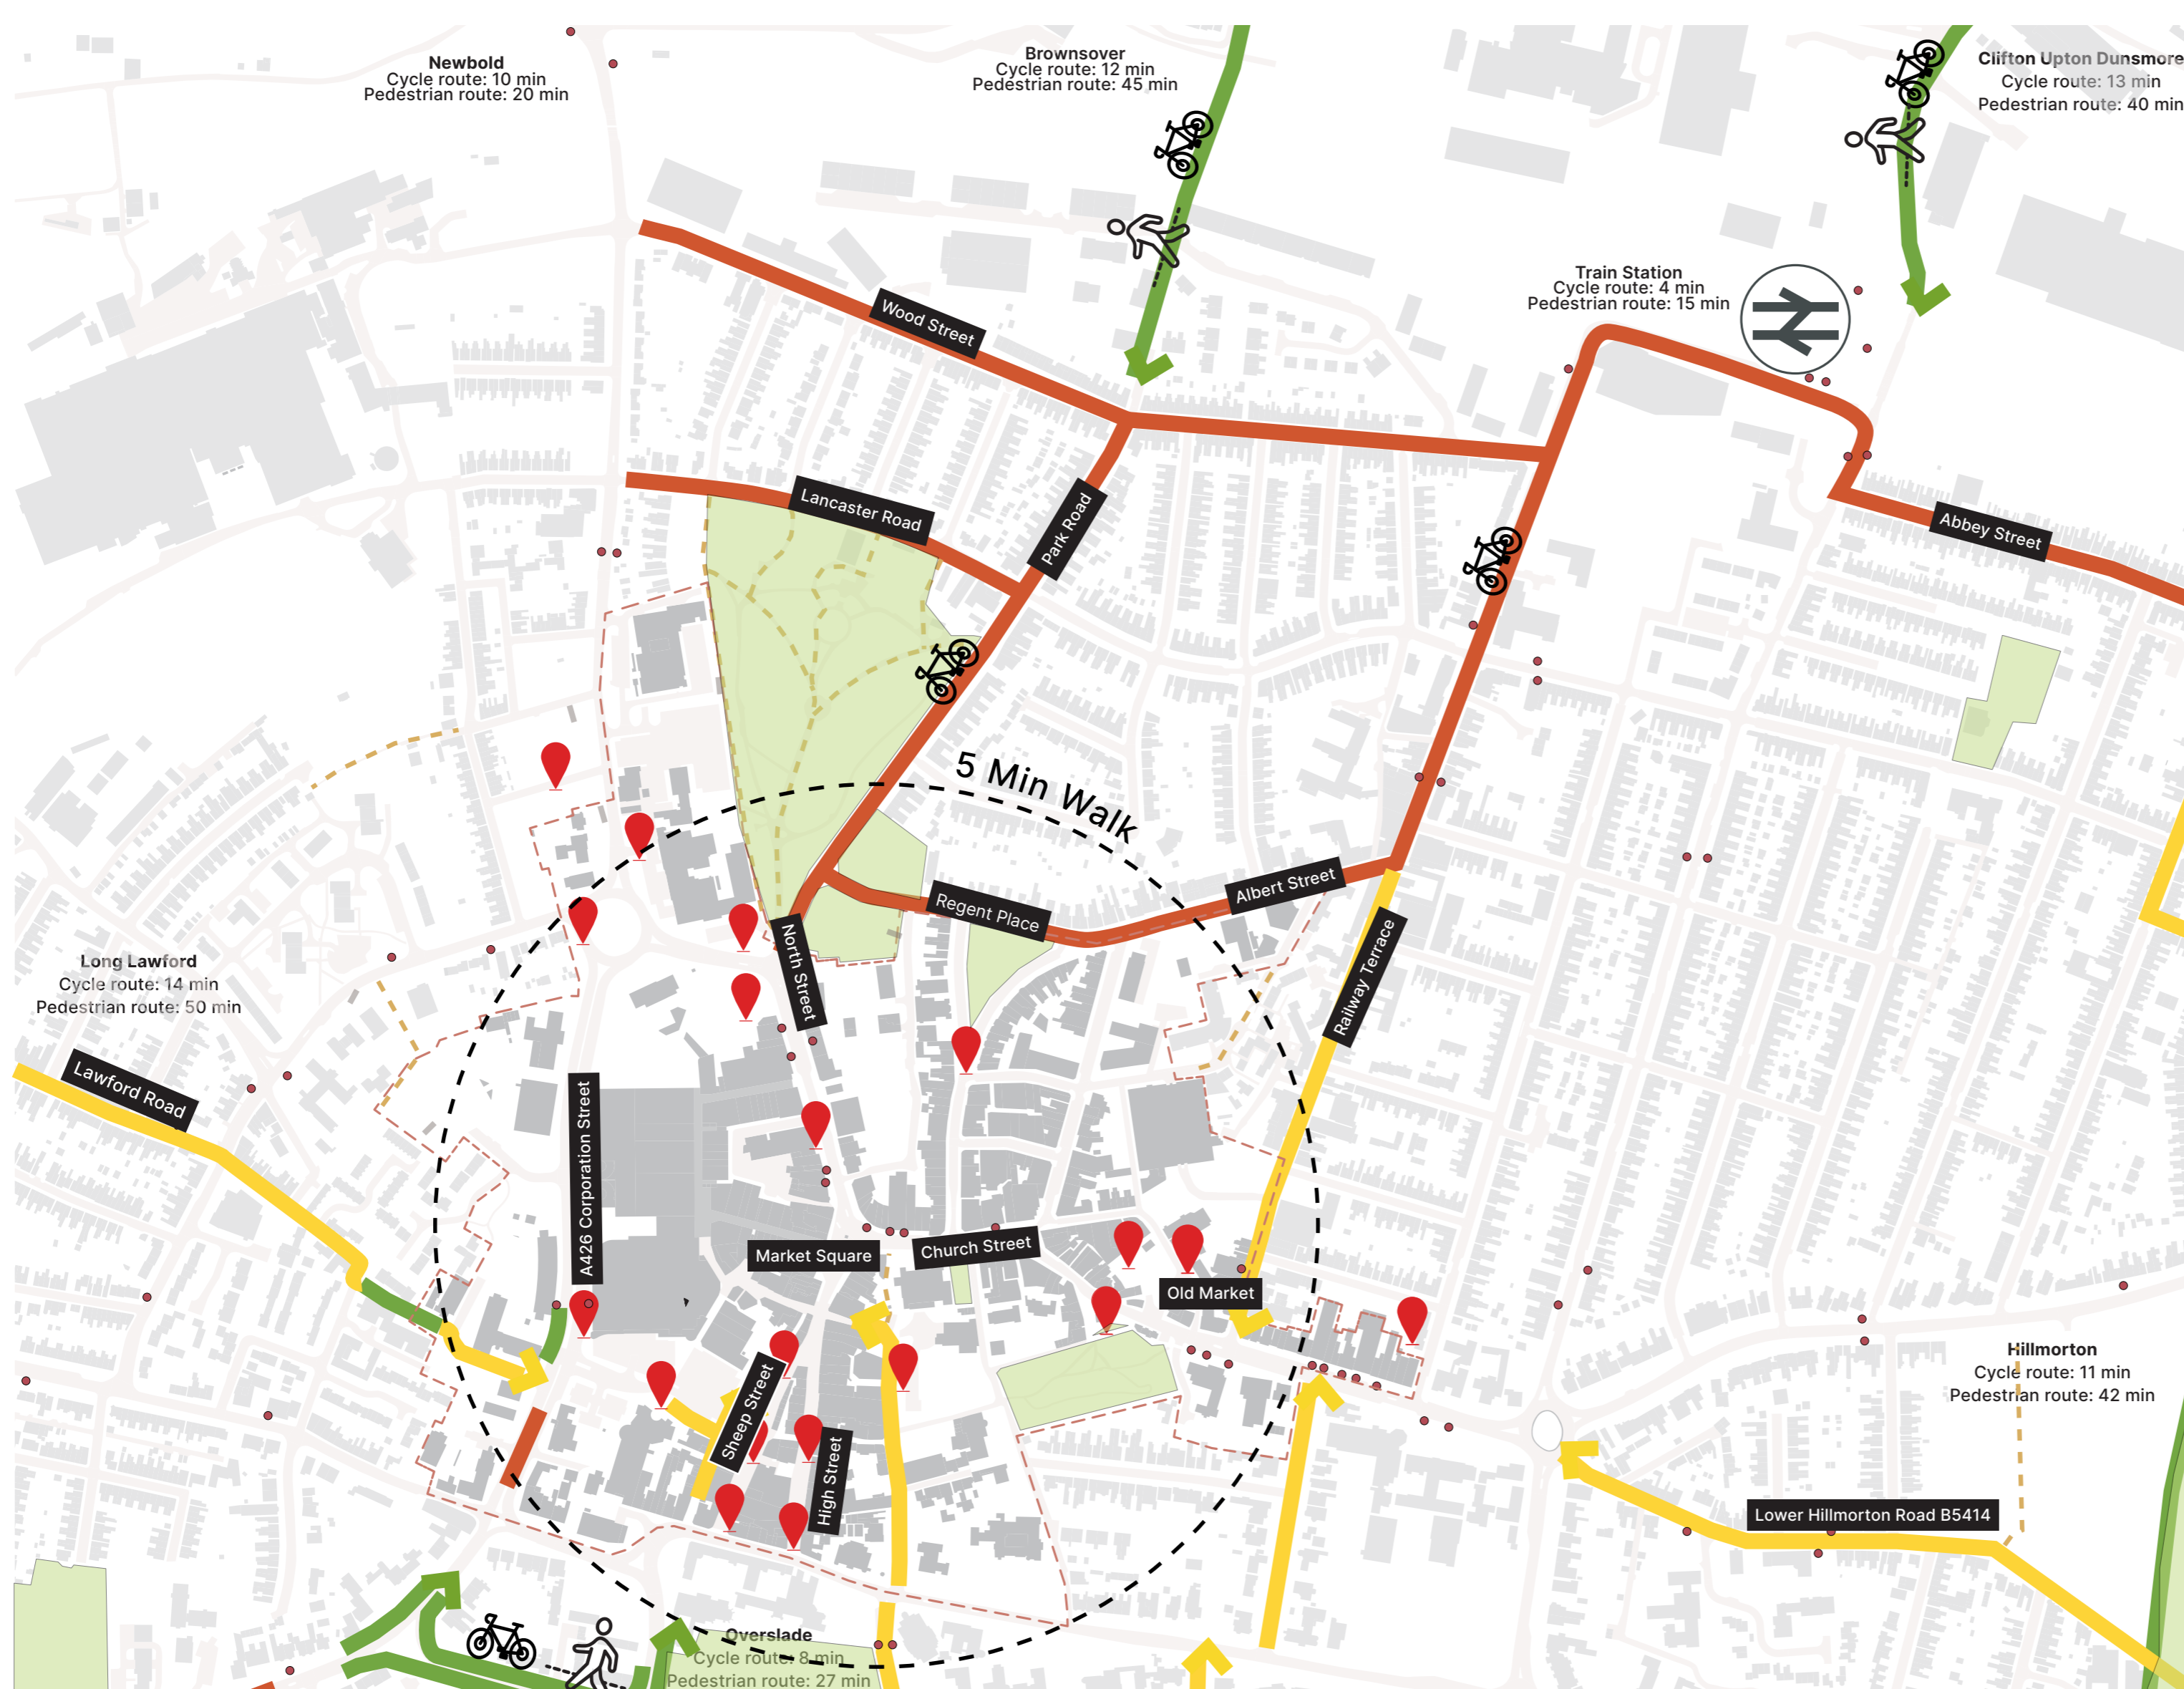 Newbold
Cycle route: 10 min
Pedestrian route: 20 min
Brownsover
Cycle route: 12 min
Pedestrian route: 45 min
Clifton Upton Dunsmore
Cycle route: 13 min
Pedestrian route: 40 min
Train Station
Cycle route: 4 min
Pedestrian route: 15 min
Wood Street
Lancaster Road
Park Road
Abbey Street
5 Min Walk
Regent Place
Albert Street
North Street
Railway Terrace
Long Lawford
Cycle route: 14 min
Pedestrian route: 50 min
Lawford Road
A426 Corporation Street
Market Square
Church Street
Old Market
Sheep Street
High Street
Hillmorton
Cycle route: 11 min
Pedestrian route: 42 min
Lower Hillmorton Road B5414
Overslade
Cycle route: 8 min
Pedestrian route: 27 min